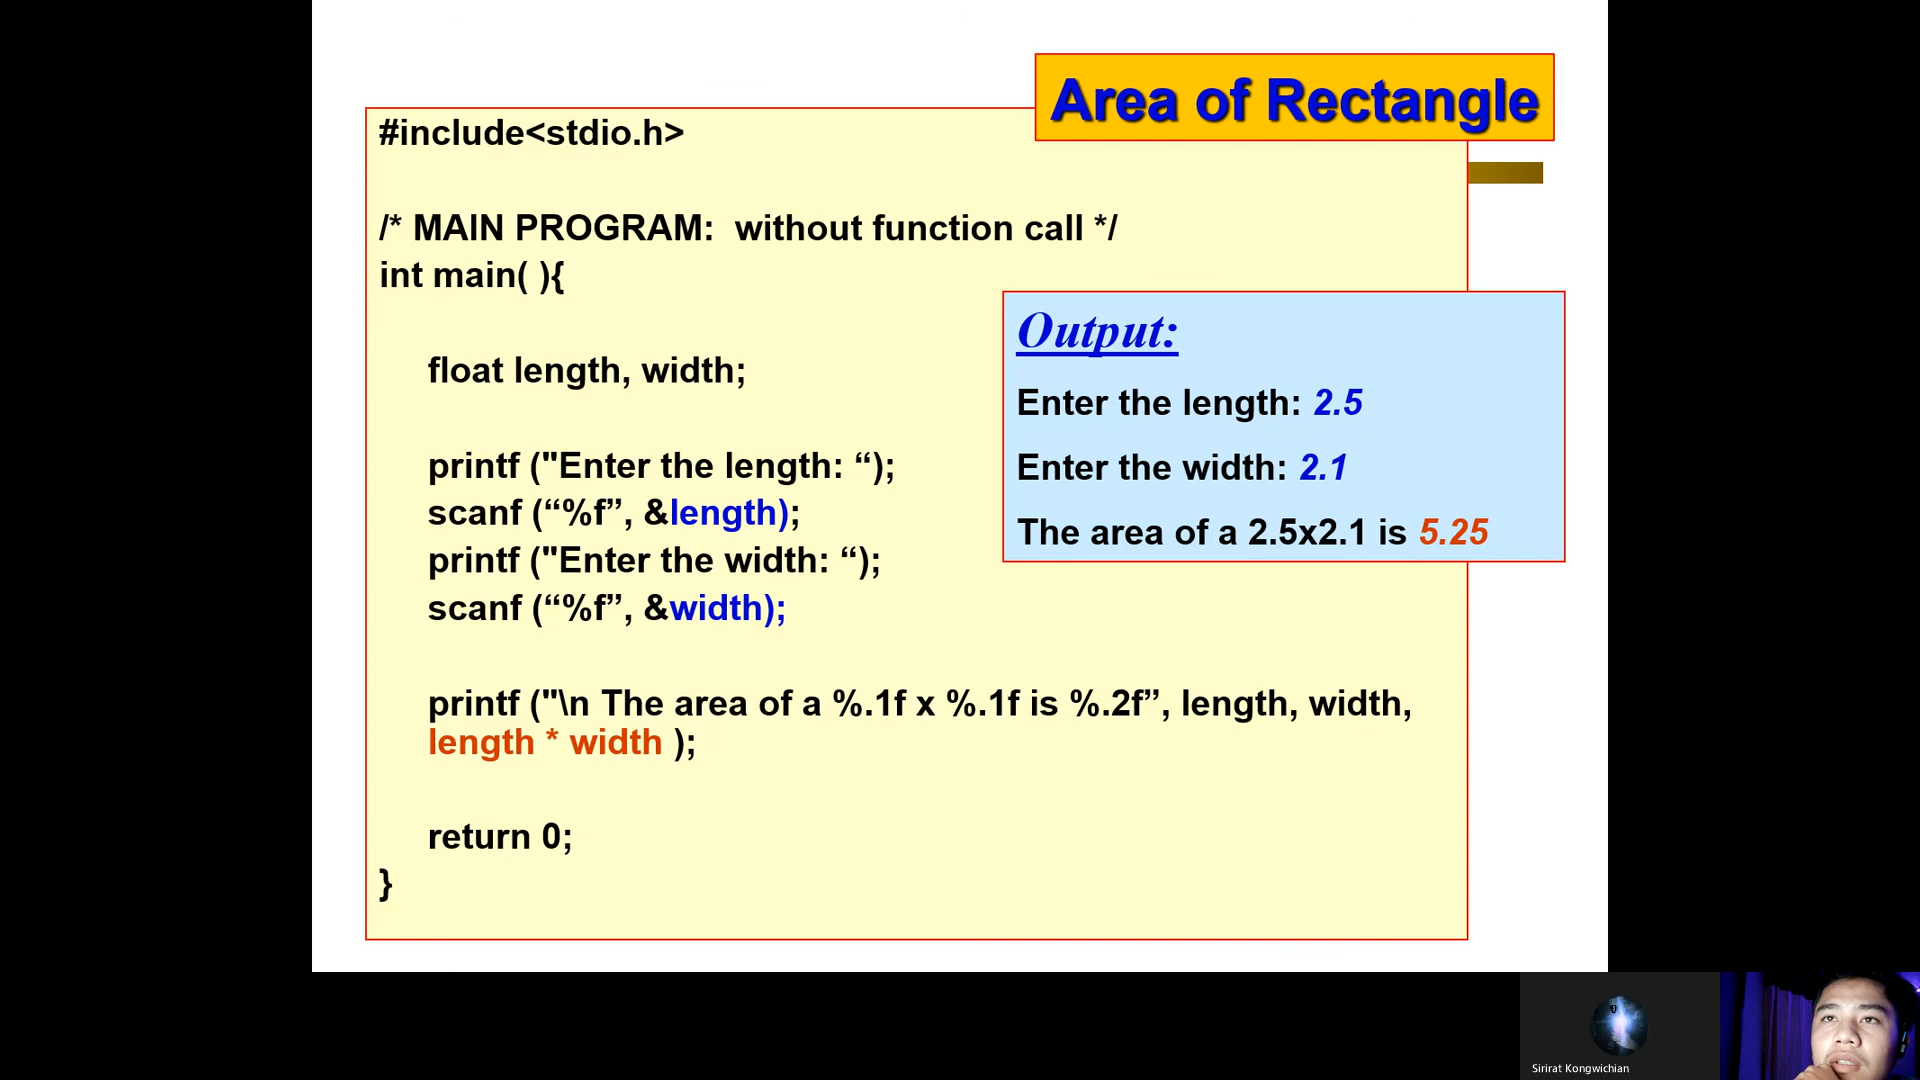 Area of Rectangle
#include<stdio.h>
/* MAIN PROGRAM:  without function call */
int main( ){
float length, width;
printf ("Enter the length: “);
scanf (“%f”, &length);
printf ("Enter the width: “);
scanf (“%f”, &width);
printf ("\n The area of a %.1f x %.1f is %.2f”, length, width,
length * width );
return 0;
}
Output:
Enter the length: 2.5
Enter the width: 2.1
The area of a 2.5x2.1 is 5.25
Sirirat Kongwichian